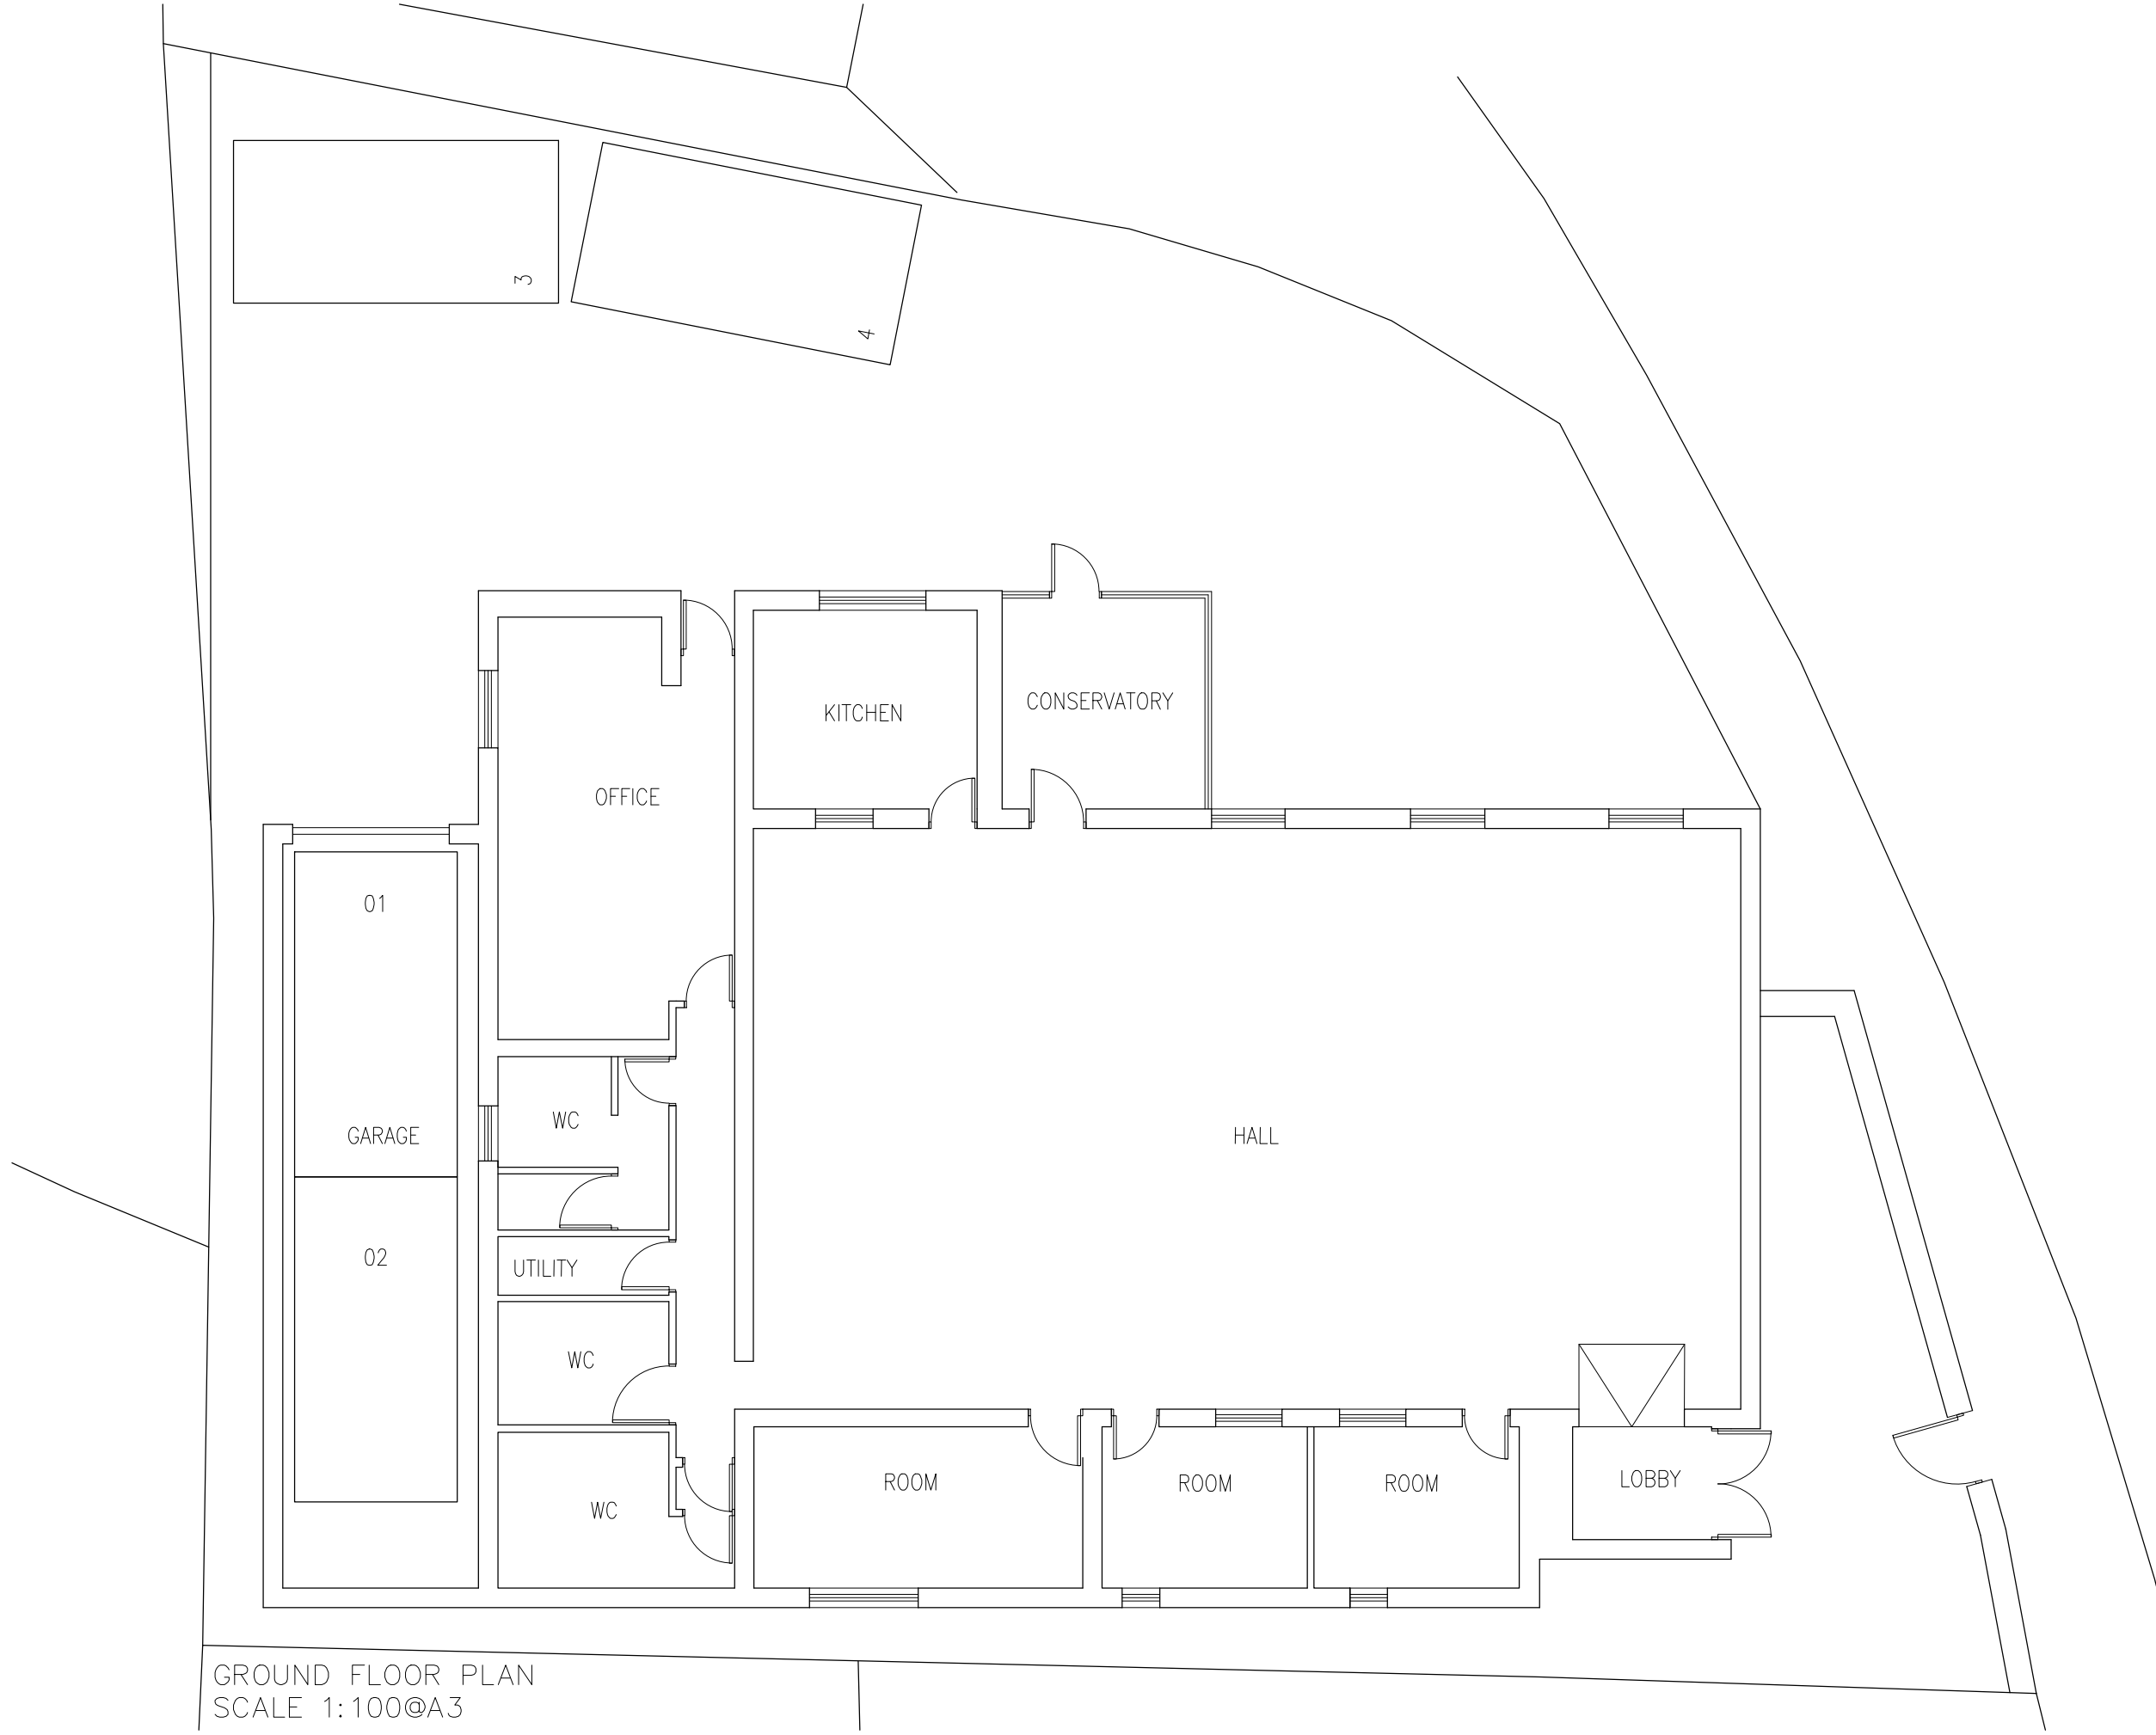 3
4
KITCHEN
CONSERVATORY
OFFICE
01
GARAGE
WC
HALL
02
UTILITY
WC
WC
ROOM
ROOM
ROOM
LOBBY
GROUND FLOOR PLAN
SCALE 1:100@A3